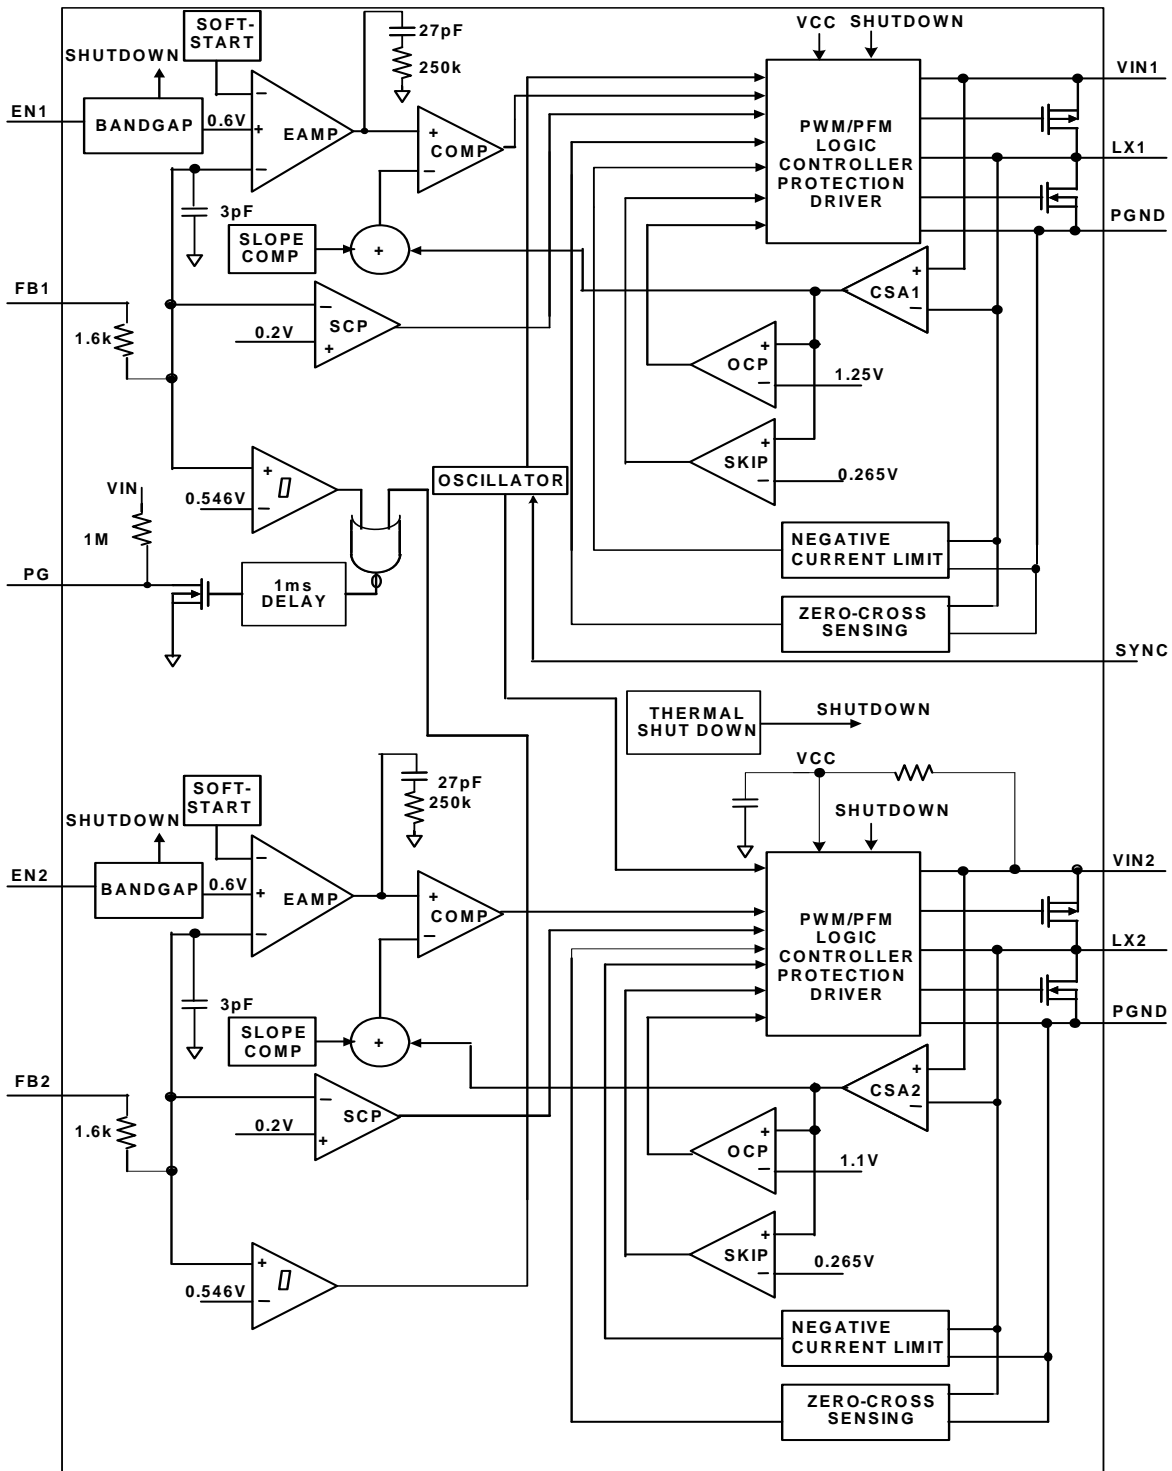 SOFT-
START
SHUTDOWN
EN1
BANDGAP
0.6V
EAMP
27pF
250k
COMP
3pF
SLOPE
COMP
+
FB1
1.6k
0.2V
SCP
VCC
SHUTDOWN
PWM/PFM
LOGIC
CONTROLLER
PROTECTION
DRIVER
VIN1
LX1
PGND
CSA1
OCP
1.25V
SKIP
0.265V
OSCILLATOR
VIN
0.546V
1M
PG
1ms
DELAY
NEGATIVE
CURRENT LIMIT
ZERO-CROSS
SENSING
SYNC
THERMAL
SHUT DOWN
SHUTDOWN
SOFT-
START
SHUTDOWN
EN2
BANDGAP
0.6V
EAMP
27pF
250k
COMP
3pF
SLOPE
COMP
+
FB2
1.6k
0.2V
SCP
0.546V
VCC
SHUTDOWN
PWM/PFM
LOGIC
CONTROLLER
PROTECTION
DRIVER
VIN2
LX2
PGND
CSA2
OCP
1.1V
SKIP
0.265V
NEGATIVE
CURRENT LIMIT
ZERO-CROSS
SENSING